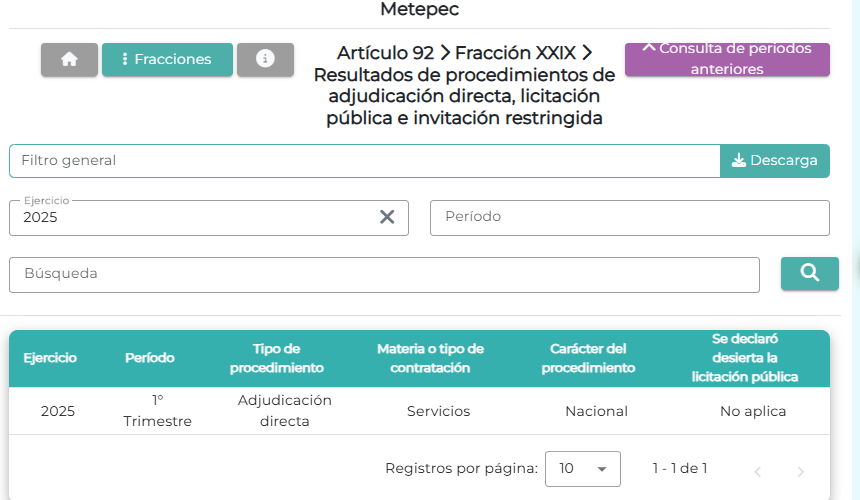 Metepec
Fracciones
Artículo 92 > Fracción XXIX >
Resultados de procedimientos de
adjudicación directa, licitación
pública e invitación restringida
Consulta de periodos
anteriores
Filtro general
Descarga
Ejercicio
2025
Período
Búsqueda
Ejercicio
Período
Tipo de
procedimiento
Materia o tipo de
contratación
Carácter del
procedimiento
Se declaró
desierta la
licitación pública
2025
1°
Trimestre
Adjudicación
directa
Servicios
Nacional
No aplica
Registros por página:
10
1 - 1 de 1